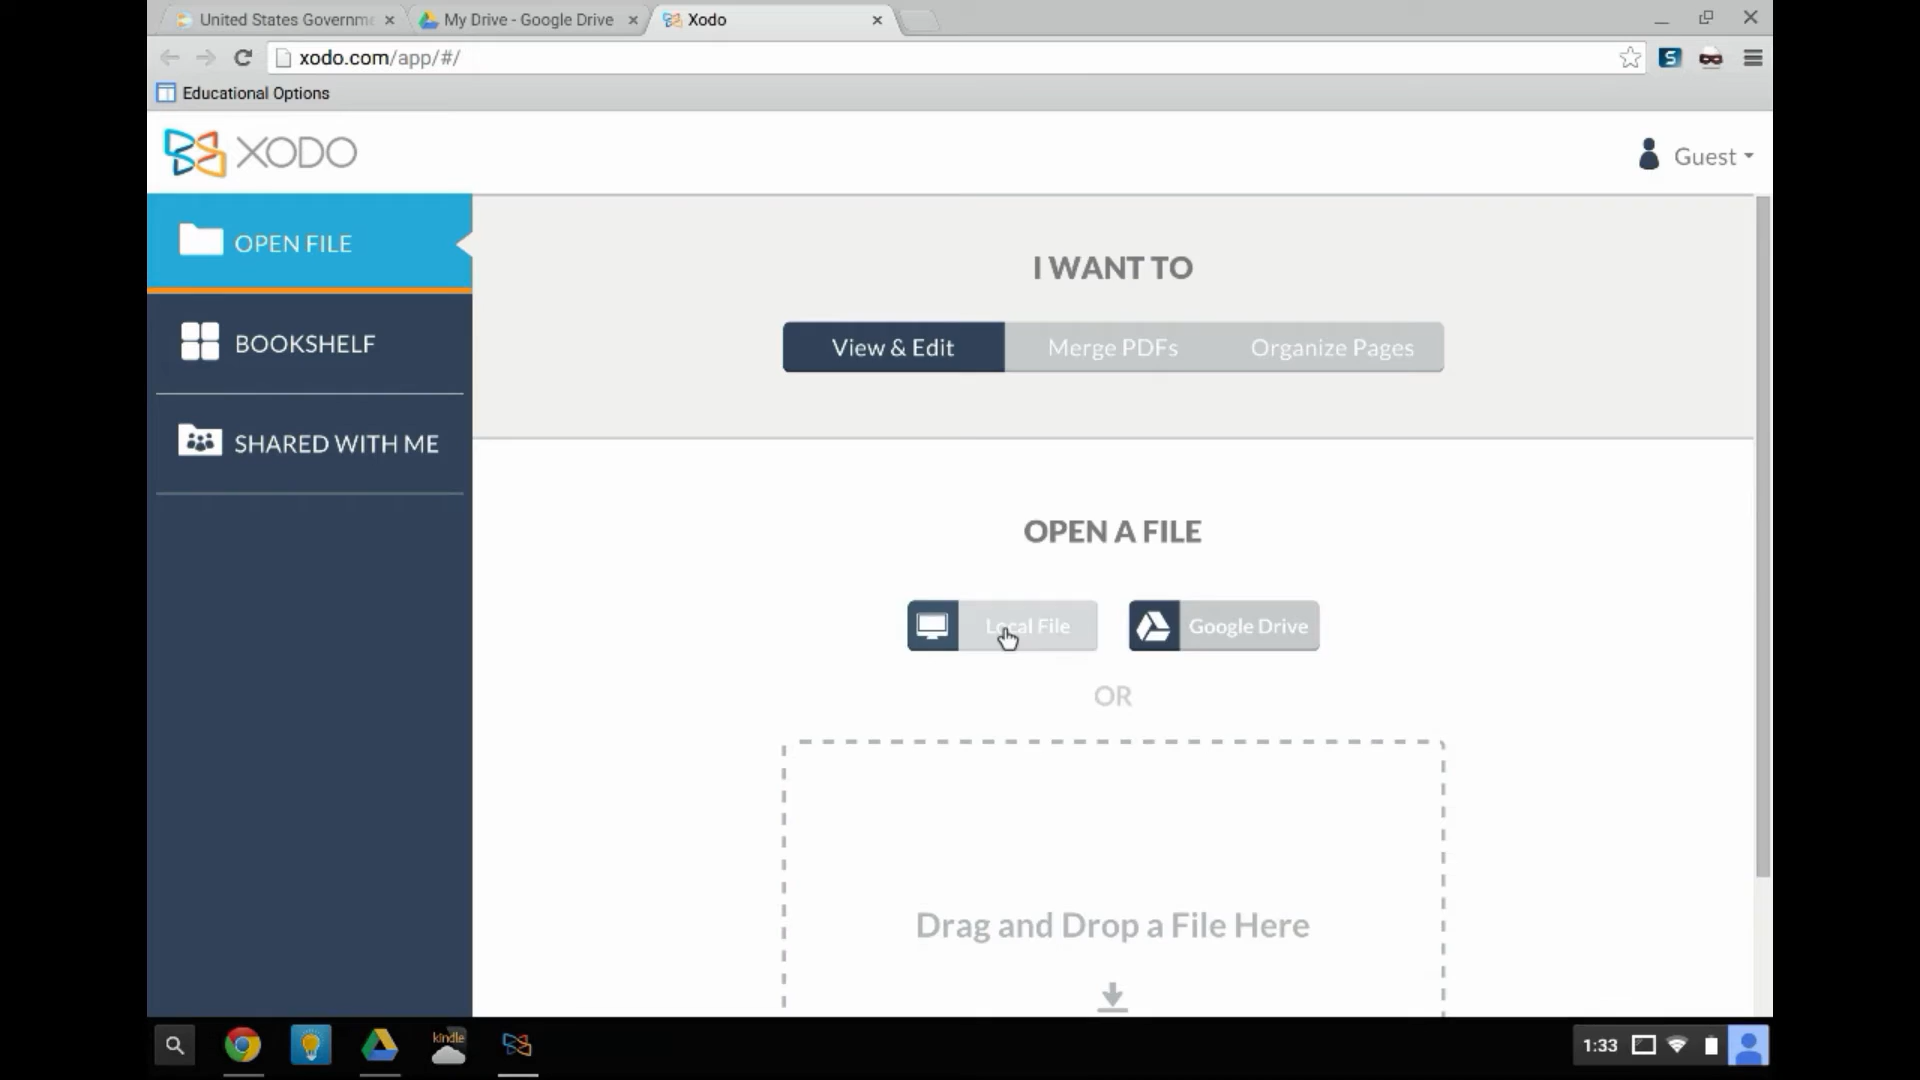 United States Governme
My Drive - Google Drive
Xodo
xodo.com/app/#/
Educational Options
XODO
Guest
OPEN FILE
BOOKSHELF
SHARED WITH ME
I WANT TO
View & Edit
Merge PDFs
Organize Pages
OPEN A FILE
Local File
Google Drive
OR
Drag and Drop a File Here
kindle
1:33